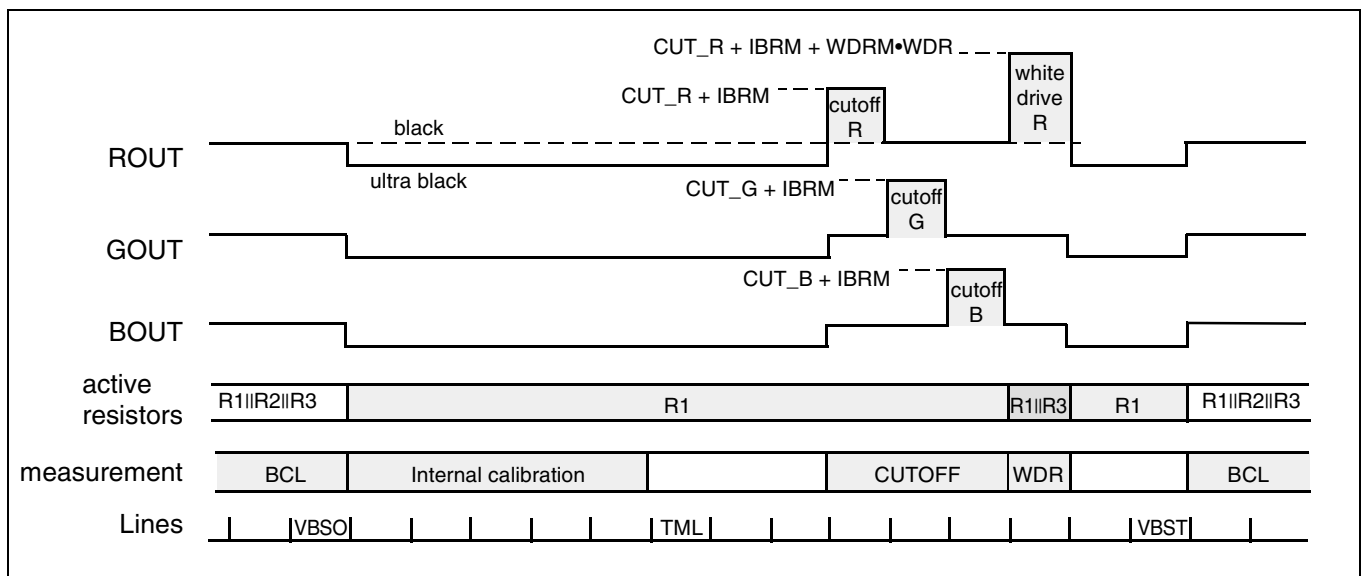 CUT_R + IBRM + WDRM•WDR
white
drive
R
CUT_R + IBRM
cutoff
R
black
ROUT
ultra black
CUT_G + IBRM
cutoff
G
GOUT
CUT_B + IBRM
cutoff
B
BOUT
active
resistors
R1||R2||R3
R1
R1||R3
R1
R1||R2||R3
measurement
BCL
Internal calibration
CUTOFF
WDR
BCL
Lines
VBSO
TML
VBST